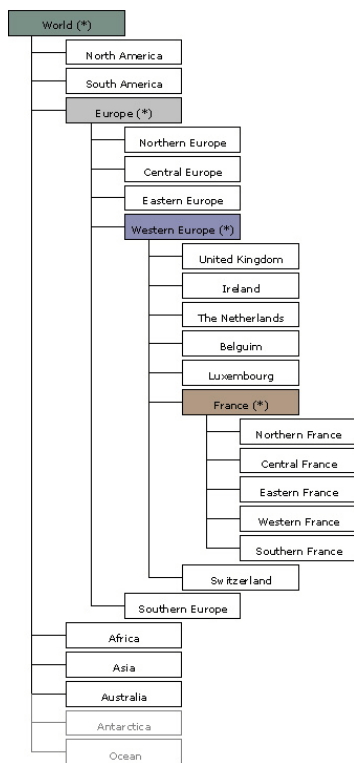 World (*)
North America
South America
Europe (*)
Northern Europe
Central Europe
Eastern Europe
Western Europe (*)
United Kingdom
Ireland
The Netherlands
Belguim
Luxembourg
France (*)
Northern France
Central France
Eastern France
Western France
Southern France
Switzerland
Southern Europe
Africa
Asia
Australia
Antarctica
Ocean